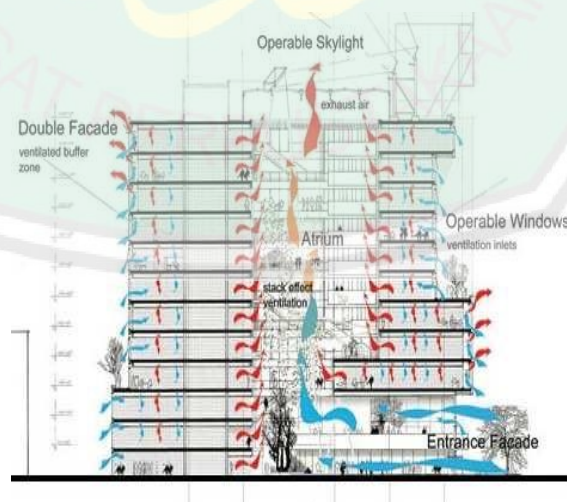 Operable Skylight
exhaust air
Double Facade
ventilated buffer
zone
Operable Windows
ventilation inlets
Atrium
stack effect
ventilation
Entrance Facade